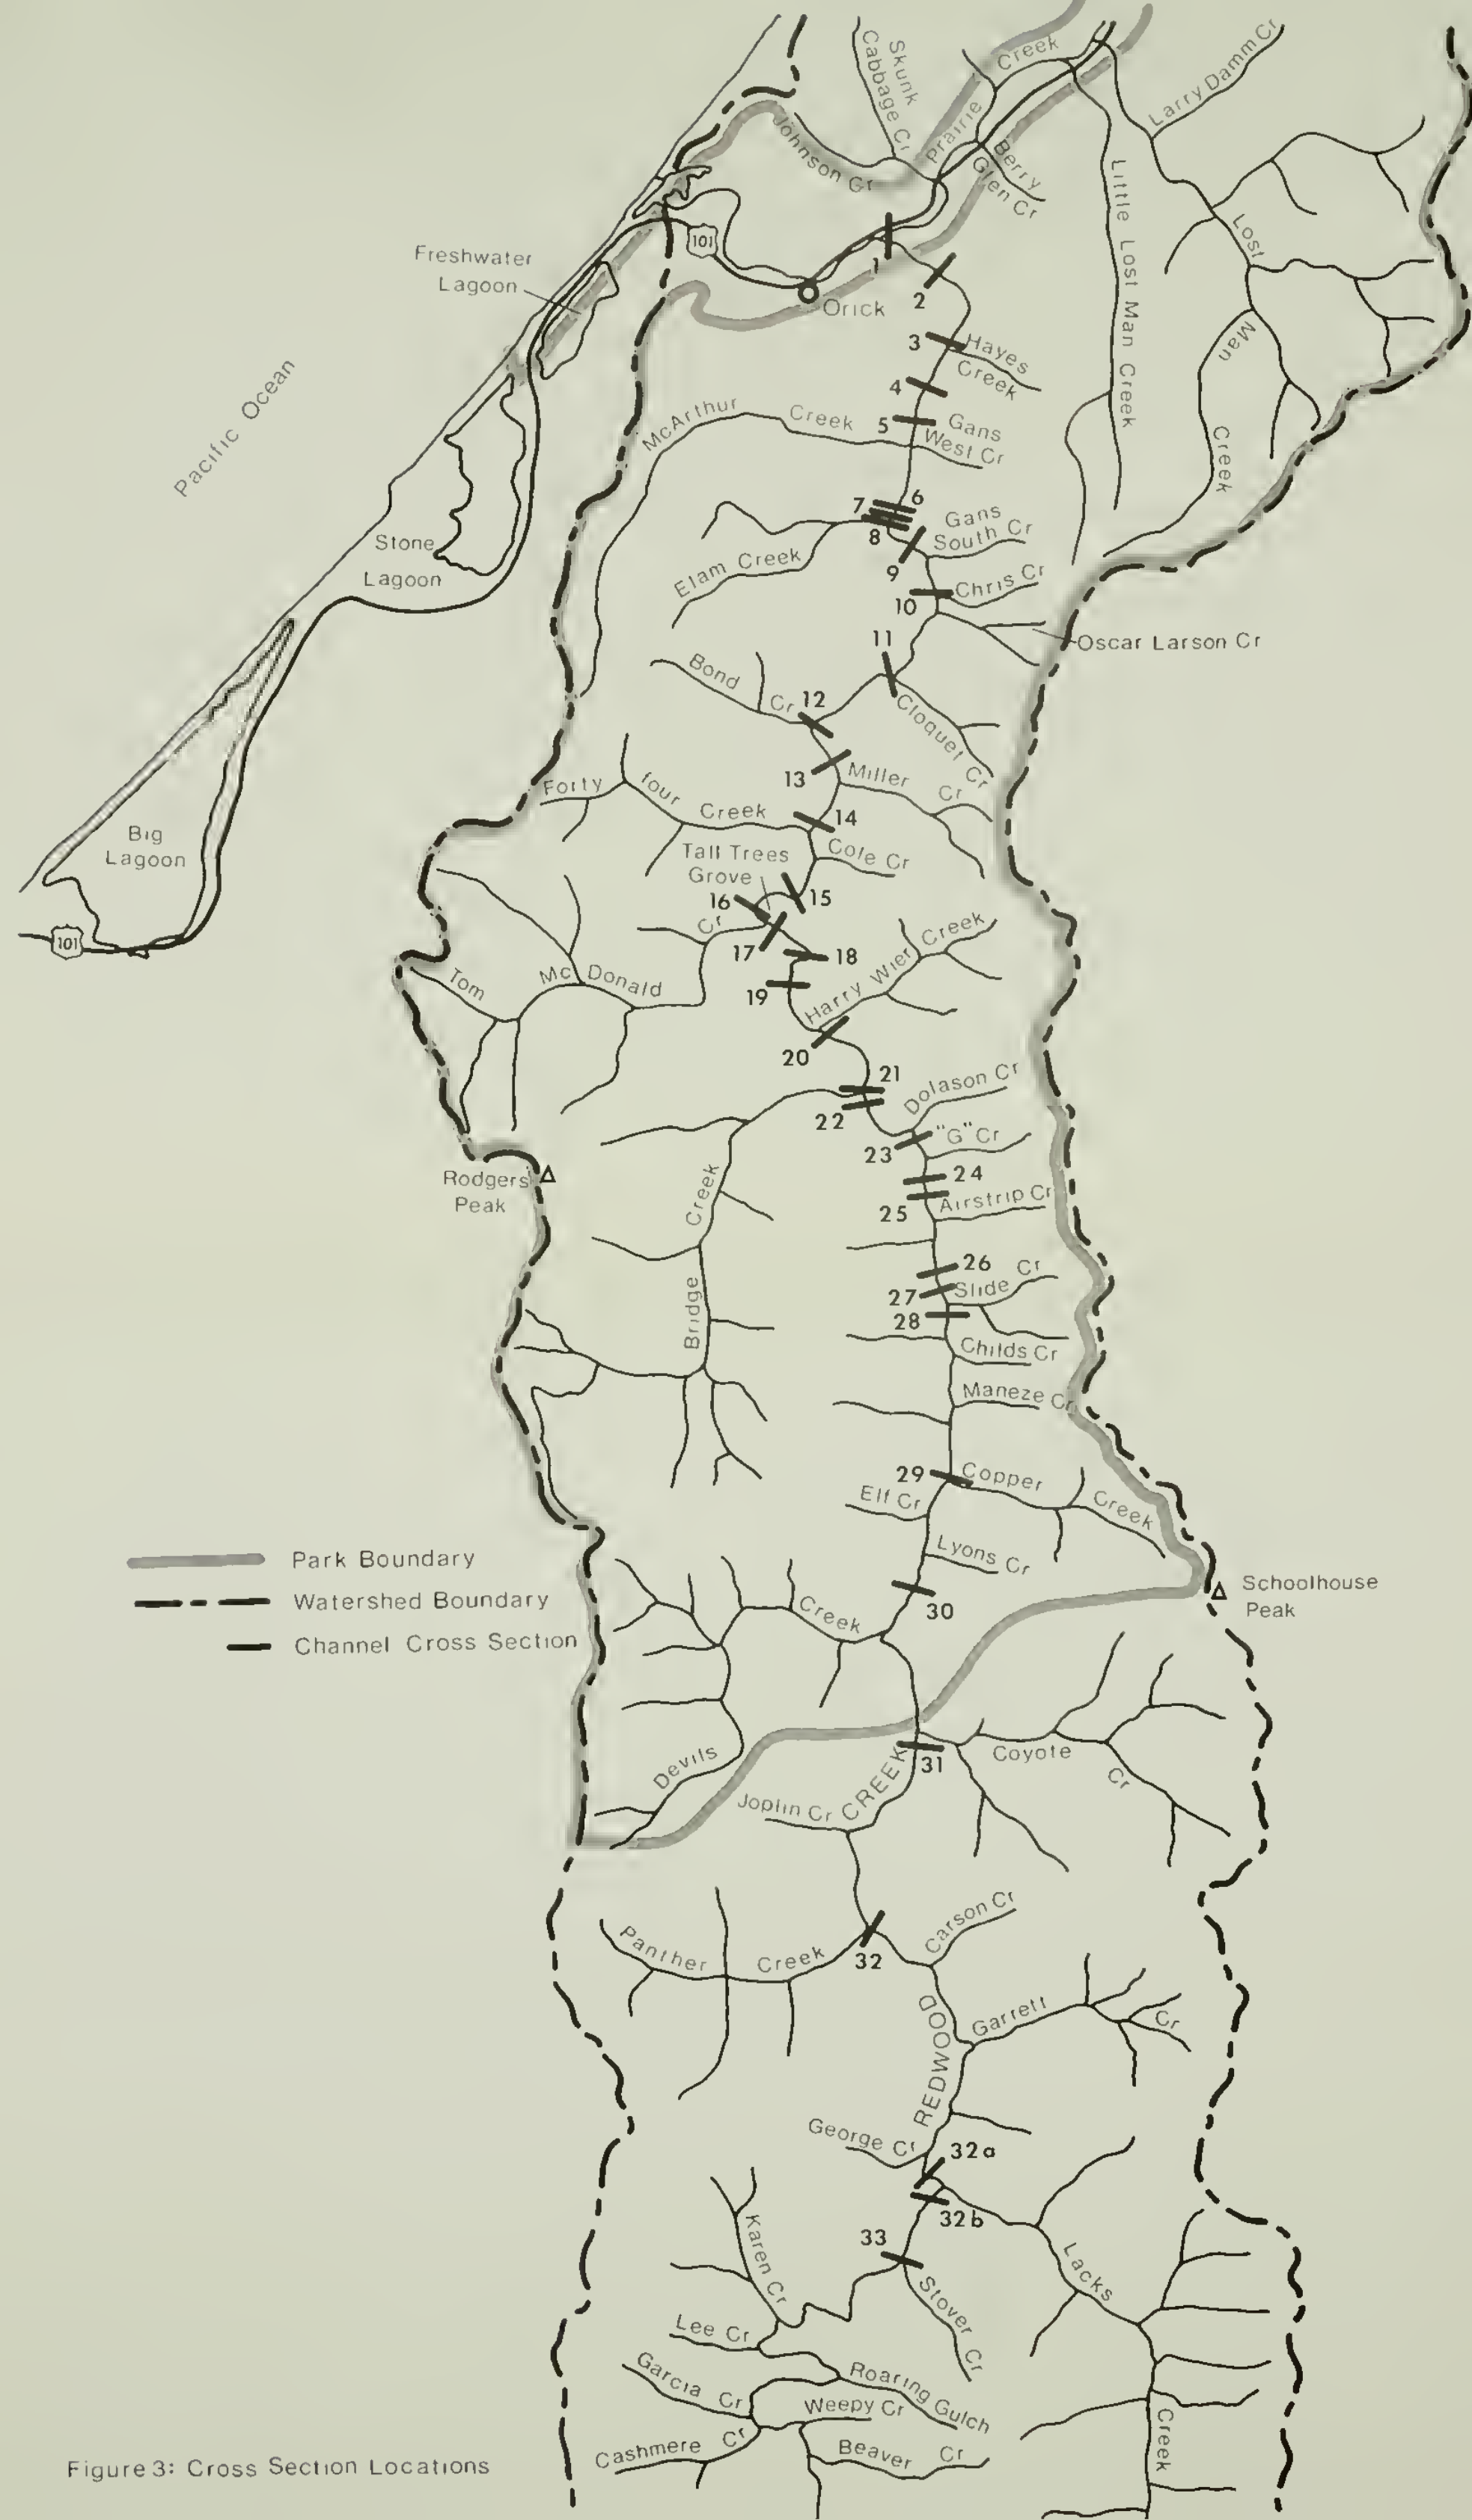 Skunk
Cabbage Cr
Creek
Prairie
Larry Damm Cr
Johnson Cr
Berry
Glen Cr
Little Lost Man Creek
Lost
Man
Creek
101
Freshwater
Lagoon
1
2
Orick
3
Hayes
Creek
4
Pacific Ocean
McArthur Creek
5
Gans
West Cr
6
7
8
Gans
South Cr
Stone
Lagoon
Elam Creek
9
Chris Cr
10
Oscar Larson Cr
11
Bond Cr
12
Cloquet Cr
13
Miller Cr
Forty four Creek
14
Big
Lagoon
Tall Trees
Grove
Cole Cr
15
16
101
17
18
Harry Wier Creek
Tom Mc Donald Cr
19
20
21
22
Dolason Cr
23
"G" Cr
Rodgers
Peak
24
25
Airstrip Cr
Bridge Creek
26
27
Slide Cr
28
Childs Cr
Maneze Cr
29
Copper Creek
Elf Cr
Lyons Cr
Park Boundary
Watershed Boundary
Channel Cross Section
Schoolhouse
Peak
30
Creek
Devils
31
Coyote Cr
CREEK
Joplin Cr
Carson Cr
Panther Creek
32
REDWOOD
Garrett Cr
George Cr
32a
32b
33
Karen Cr
Lacks
Creek
Stover Cr
Lee Cr
Garcia Cr
Roaring Gulch
Weepy Cr
Cashmere Cr
Beaver Cr
Figure 3: Cross Section Locations